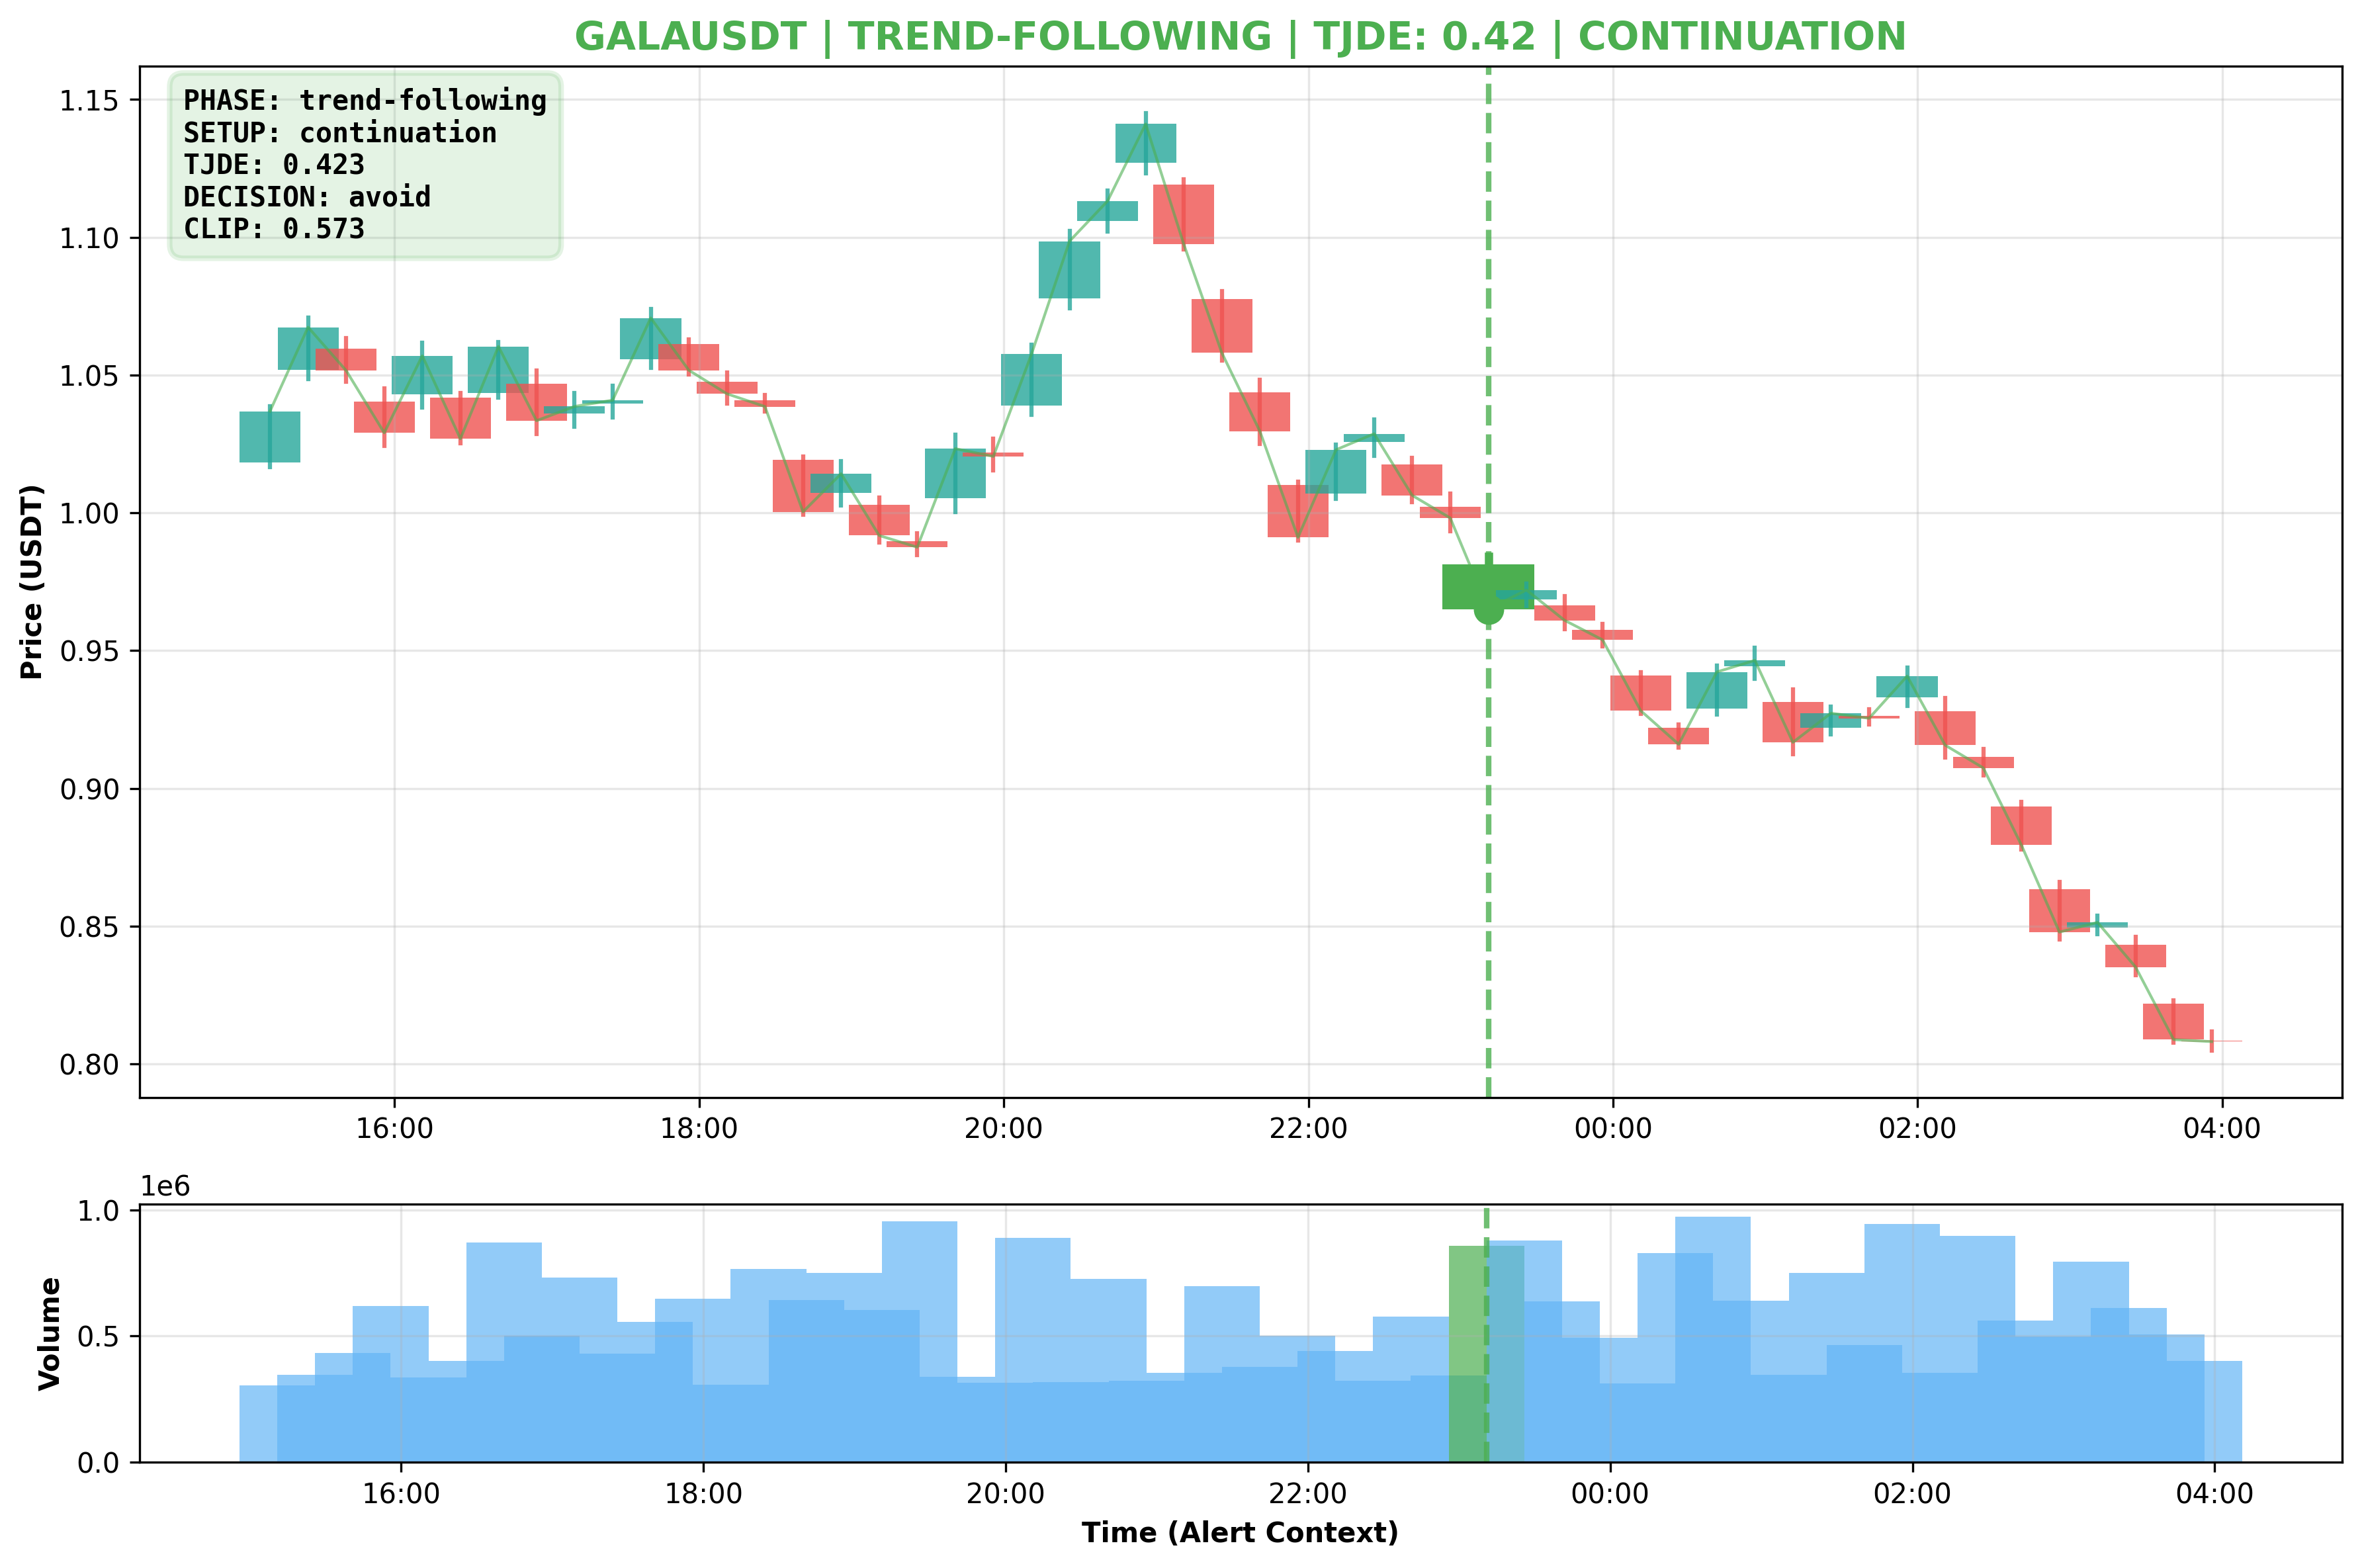 GALAUSDT | TREND-FOLLOWING | TJDE: 0.42 | CONTINUATION
PHASE: trend-following
SETUP: continuation
TJDE: 0.423
DECISION: avoid
CLIP: 0.573
Price (USDT)
1.15
1.10
1.05
1.00
0.95
0.90
0.85
0.80
16:00 18:00 20:00 22:00 00:00 02:00 04:00
1e6
Volume
1.0
0.5
0.0
16:00 18:00 20:00 22:00 00:00 02:00 04:00
Time (Alert Context)